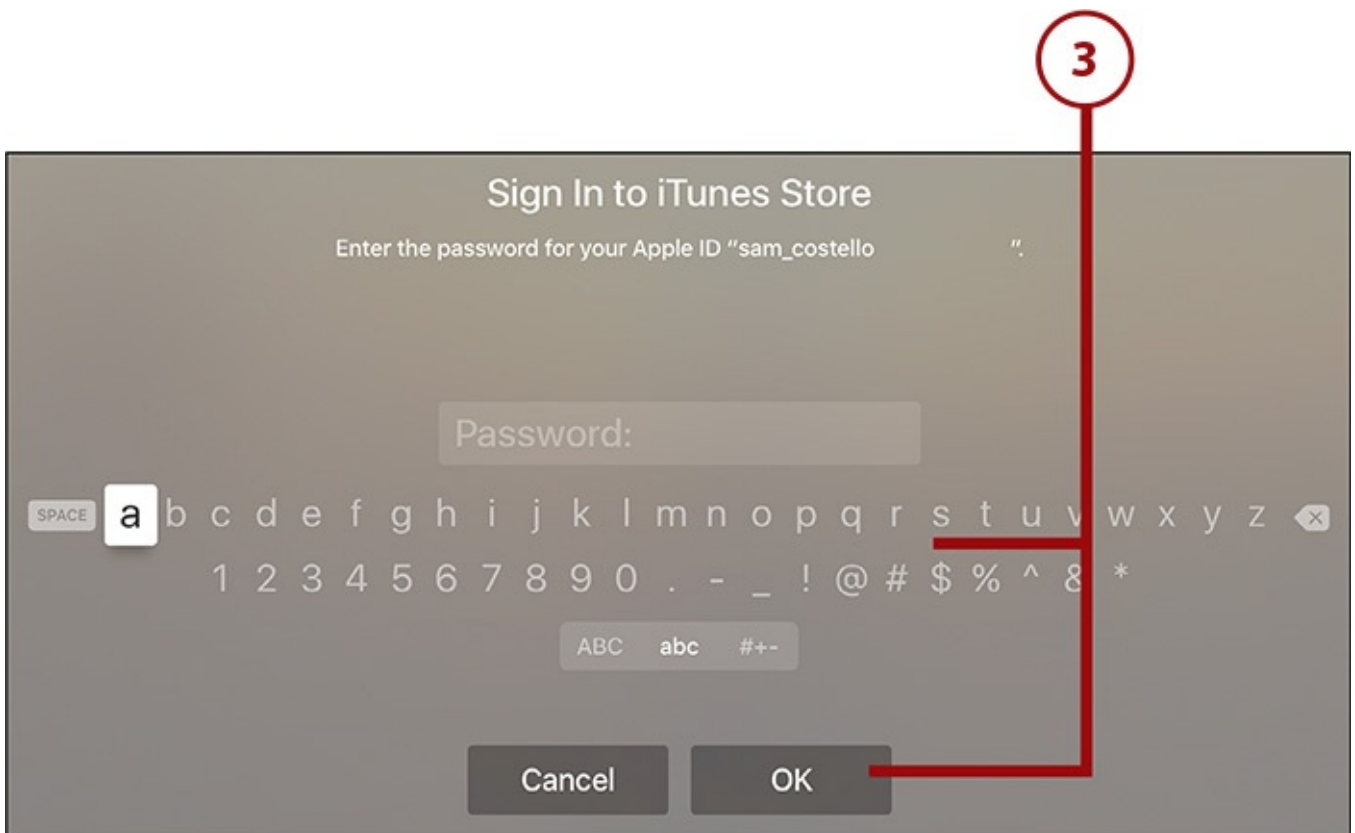 3
Sign In to iTunes Store
Enter the password for your Apple ID “sam_costello ”.
Password:
SPACE a b c d e f g h i j k l m n o p q r s t u v w x y z
1 2 3 4 5 6 7 8 9 0 . - _ ! @ # $ % ^ & *
ABC abc #+-
Cancel OK